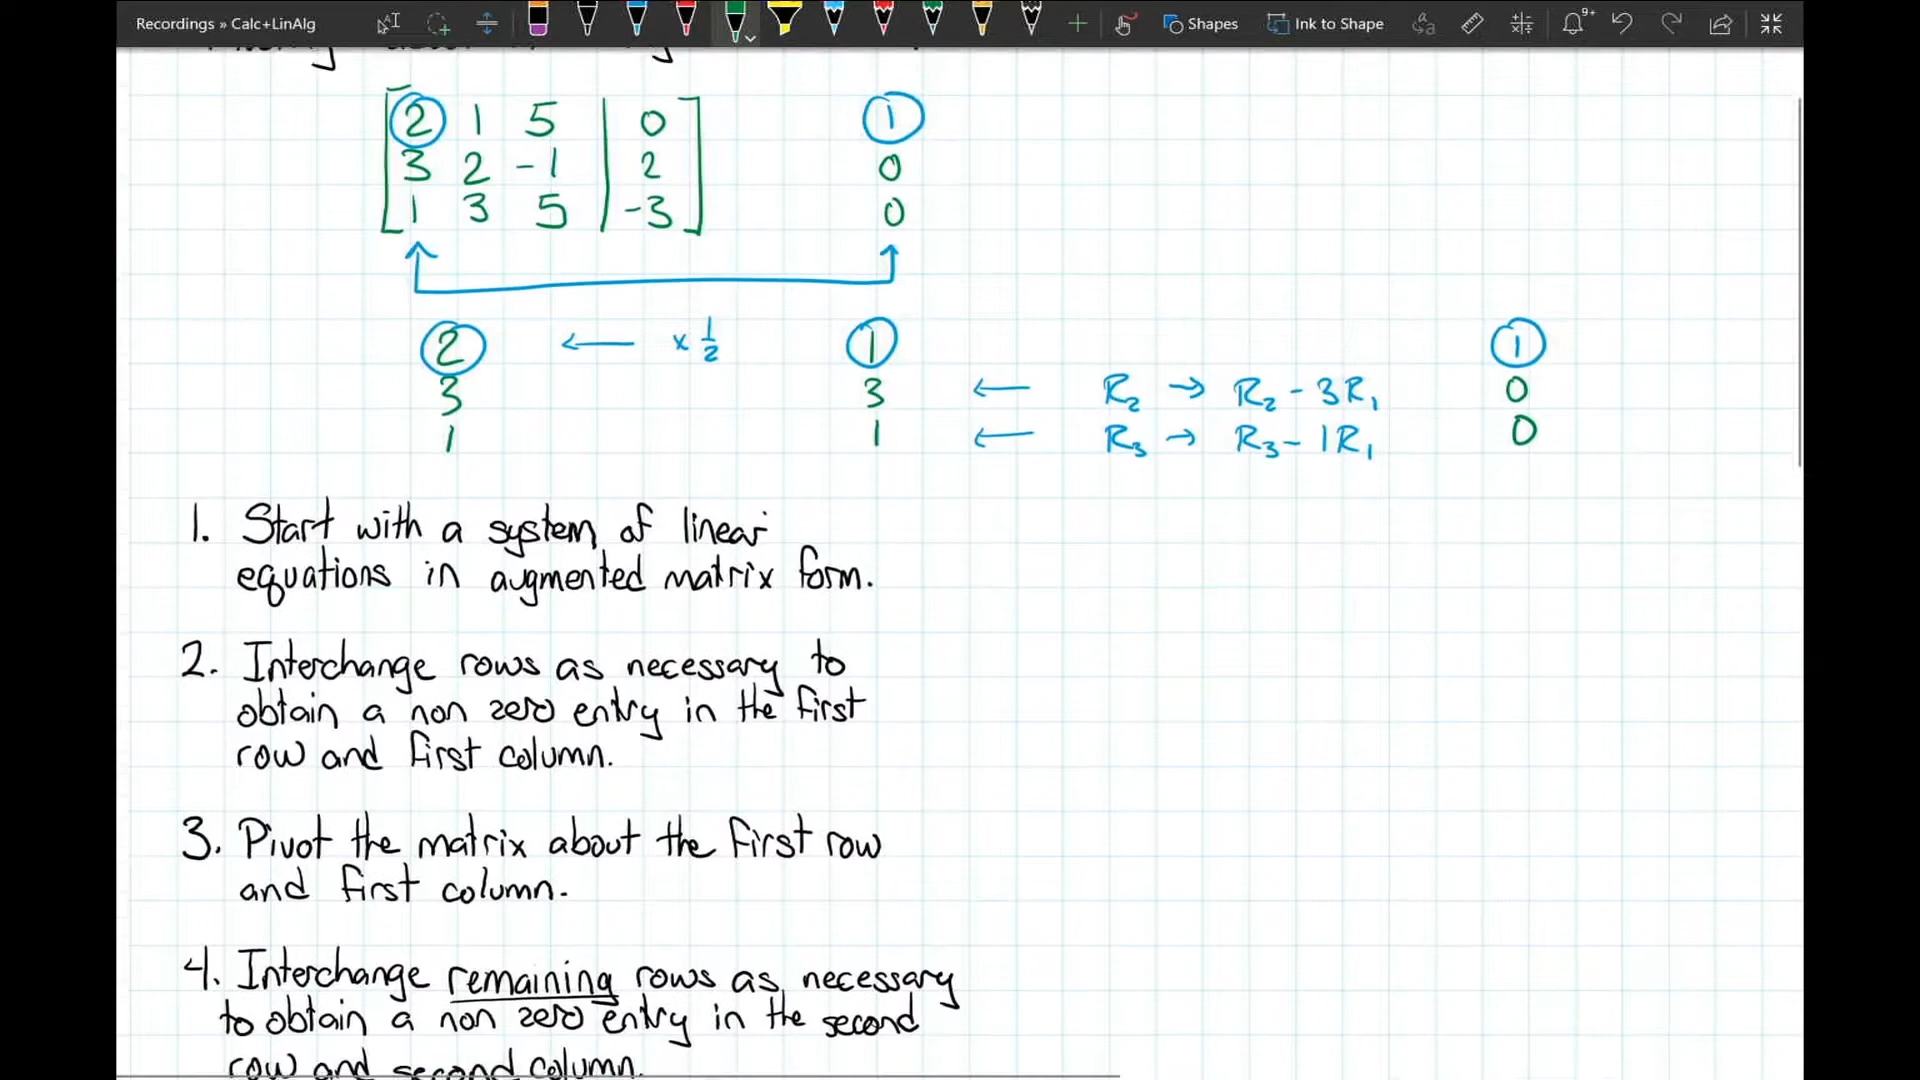 Recordings » Calc+LinAlg
Shapes
Ink to Shape
9+
2 1 5 | 0
3 2 -1 | 2
1 3 5 | -3
1
0
0
2 ← × 1/2
3
1
1
3 ← R₂ → R₂ - 3R₁
1 ← R₃ → R₃ - 1R₁
1
0
0
1. Start with a system of linear
equations in augmented matrix form.
2. Interchange rows as necessary to
obtain a non zero entry in the first
row and first column.
3. Pivot the matrix about the first row
and first column.
4. Interchange remaining rows as necessary
to obtain a non zero entry in the second
row and second column.